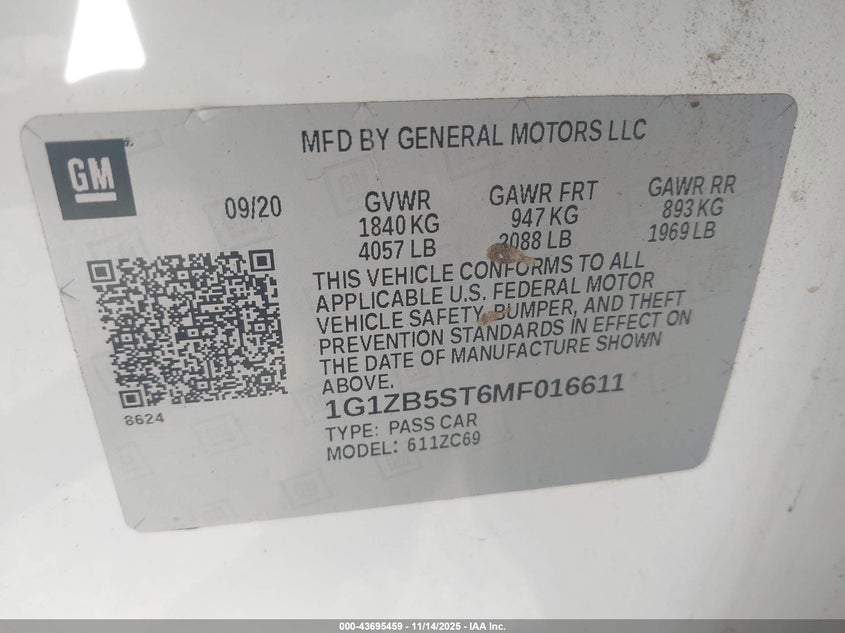 GM
MFD BY GENERAL MOTORS LLC
09/20
GVWR
1840 KG
4057 LB
GAWR FRT
947 KG
2088 LB
GAWR RR
893 KG
1969 LB
THIS VEHICLE CONFORMS TO ALL
APPLICABLE U.S. FEDERAL MOTOR
VEHICLE SAFETY, BUMPER, AND THEFT
PREVENTION STANDARDS IN EFFECT ON
THE DATE OF MANUFACTURE SHOWN
ABOVE.
1G1ZB5ST6MF016611
TYPE: PASS CAR
MODEL: 611ZC69
8624
000-43695459 - 11/14/2025 - IAA Inc.